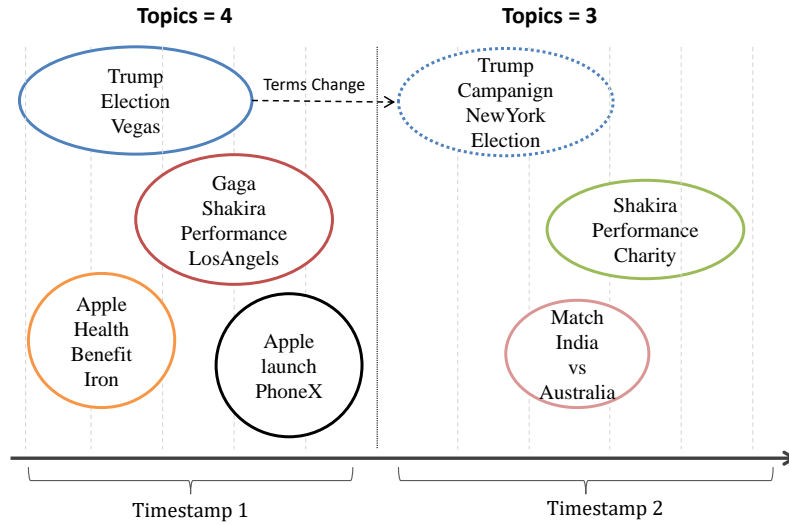 Topics = 4
Topics = 3
Trump
Election
Vegas
Terms Change
Trump
Campanign
NewYork
Election
Gaga
Shakira
Performance
LosAngels
Shakira
Performance
Charity
Apple
Health
Benefit
Iron
Apple
launch
PhoneX
Match
India
vs
Australia
Timestamp 1
Timestamp 2